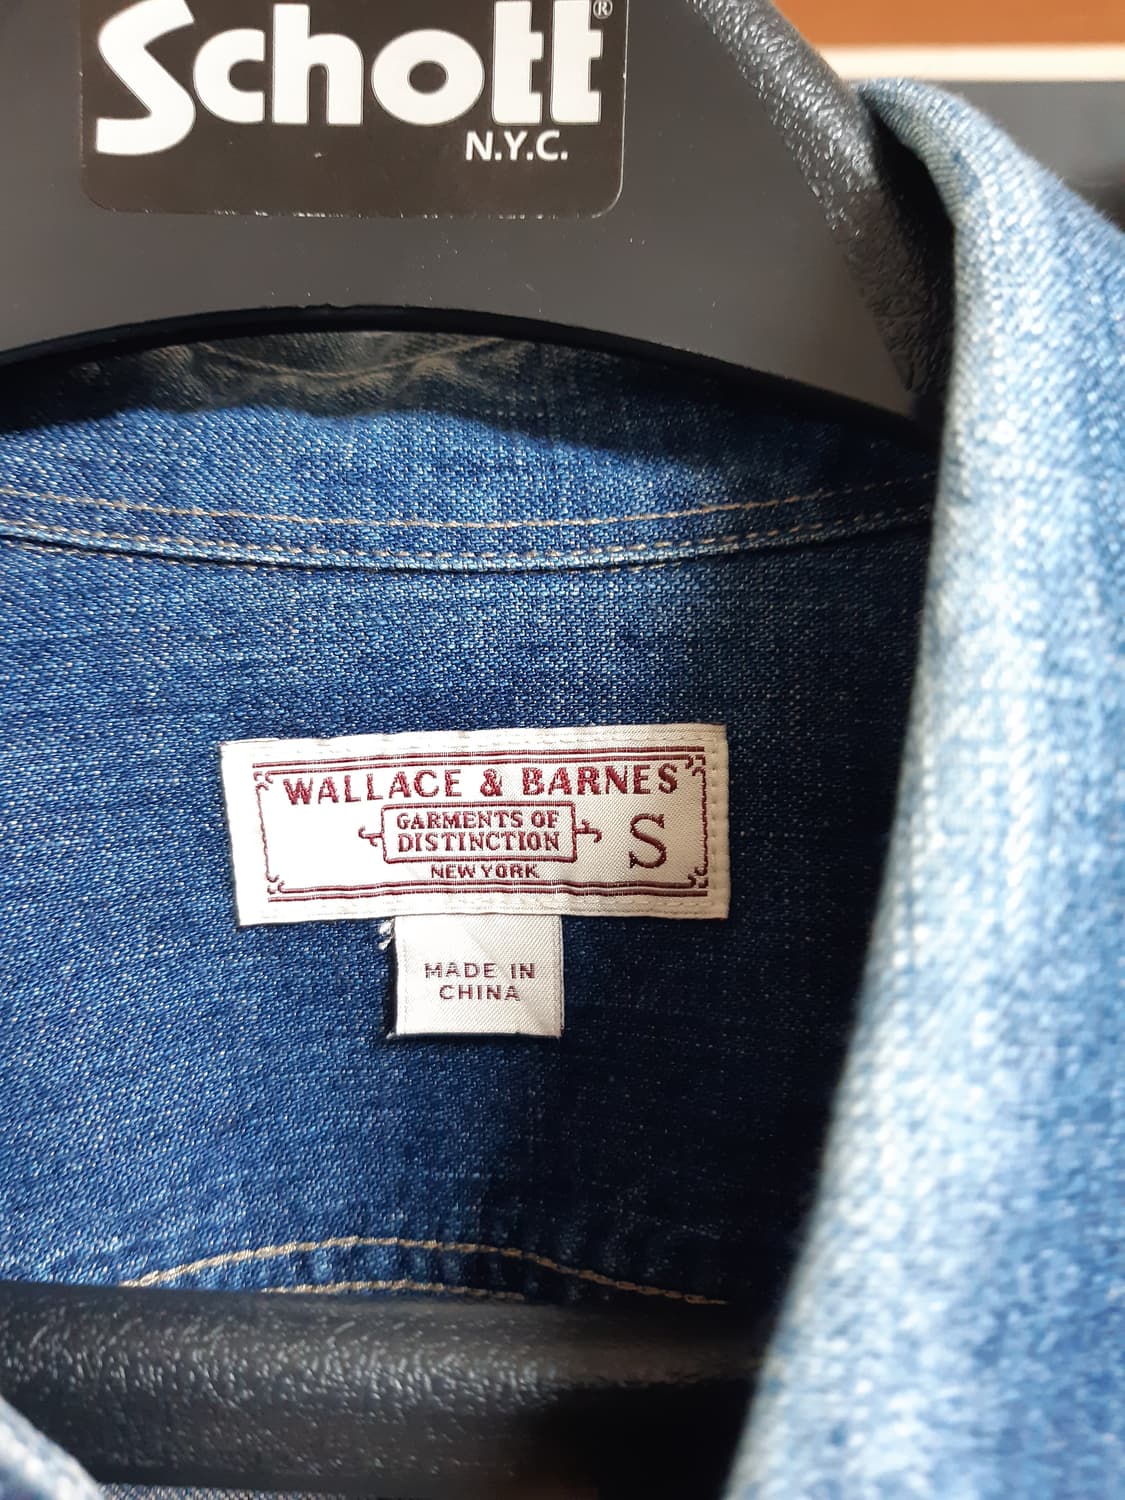 Schott®
N.Y.C.
WALLACE & BARNES
GARMENTS OF
DISTINCTION
S
NEW YORK
MADE IN
CHINA